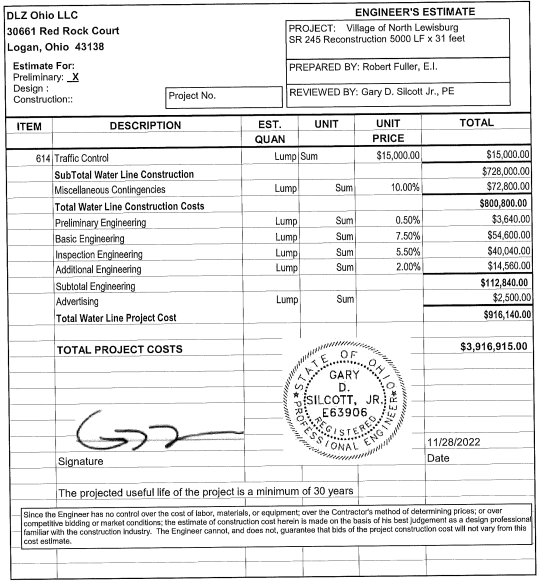 DLZ Ohio LLC
30661 Red Rock Court
Logan, Ohio 43138
Estimate For:
Preliminary: X
Design :
Construction::
Project No.
ENGINEER'S ESTIMATE
PROJECT: Village of North Lewisburg
SR 245 Reconstruction 5000 LF x 31 feet
PREPARED BY: Robert Fuller, E.I.
REVIEWED BY: Gary D. Silcott Jr., PE
ITEM DESCRIPTION EST. QUAN UNIT UNIT PRICE TOTAL
614 Traffic Control Lump Sum $15,000.00 $15,000.00
SubTotal Water Line Construction $728,000.00
Miscellaneous Contingencies Lump Sum 10.00% $72,800.00
Total Water Line Construction Costs $800,800.00
Preliminary Engineering Lump Sum 0.50% $3,640.00
Basic Engineering Lump Sum 7.50% $54,600.00
Inspection Engineering Lump Sum 5.50% $40,040.00
Additional Engineering Lump Sum 2.00% $14,560.00
Subtotal Engineering $112,840.00
Advertising Lump Sum $2,500.00
Total Water Line Project Cost $916,140.00
TOTAL PROJECT COSTS $3,916,915.00
STATE OF OHIO
GARY
D.
SILCOTT, JR.
E63906
REGISTERED
PROFESSIONAL ENGINEER
11/28/2022
Signature Date
The projected useful life of the project is a minimum of 30 years
Since the Engineer has no control over the cost of labor, materials, or equipment; over the Contractor's method of determining prices; or over
competitive bidding or market conditions; the estimate of construction cost herein is made on the basis of his best judgement as a design professional
familiar with the construction industry. The Engineer cannot, and does not, guarantee that bids of the project construction cost will not vary from this
cost estimate.